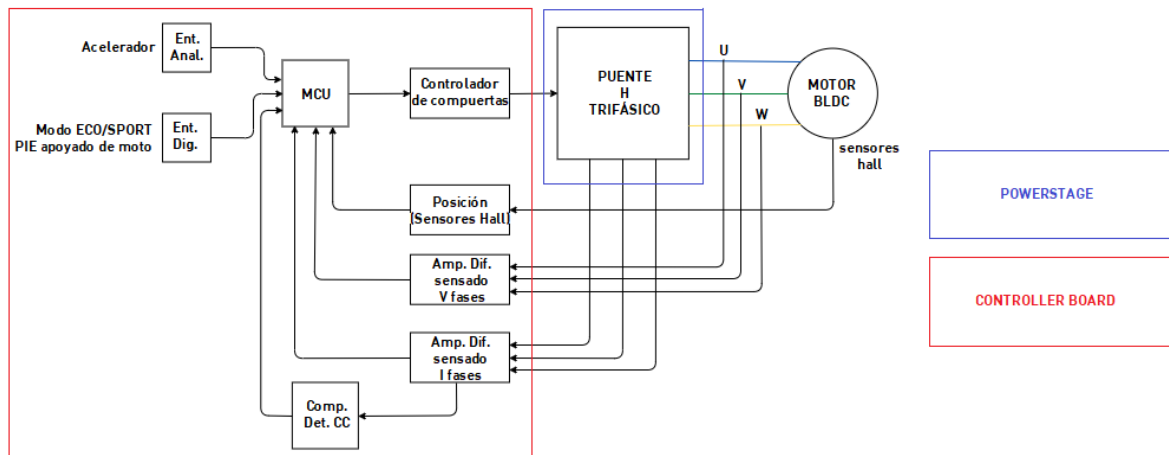 Acelerador
Ent.
Anal.
Modo ECO/SPORT
PIE apoyado de moto
Ent.
Dig.
MCU
Controlador
de compuertas
PUENTE
H
TRIFÁSICO
U
V
W
MOTOR
BLDC
sensores
hall
Posición
(Sensores Hall)
Amp. Dif.
sensado
V fases
Amp. Dif.
sensado
I fases
Comp.
Det. CC
POWERSTAGE
CONTROLLER BOARD